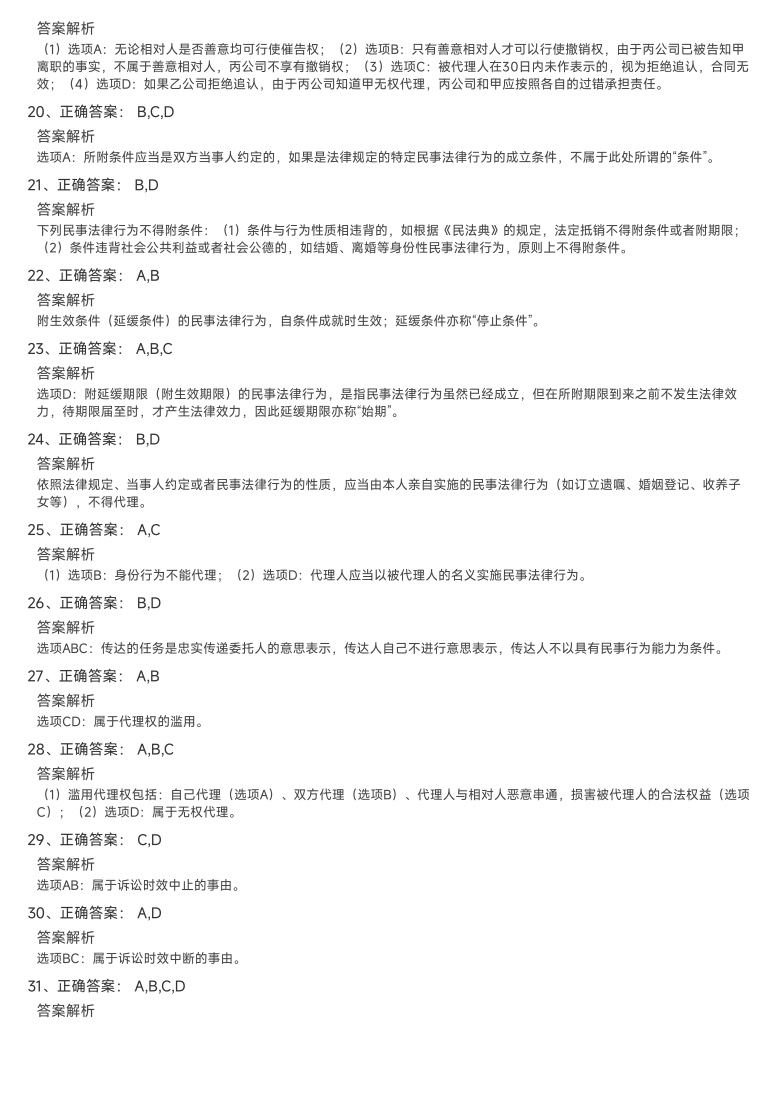 答案解析
（1）选项A：无论相对人是否善意均可行使催告权；（2）选项B：只有善意相对人才可以行使撤销权，由于丙公司已被告知甲
离职的事实，不属于善意相对人，丙公司不享有撤销权；（3）选项C：被代理人在30日内未作表示的，视为拒绝追认，合同无
效；（4）选项D：如果乙公司拒绝追认，由于丙公司知道甲无权代理，丙公司和甲应按照各自的过错承担责任。
20、正确答案： B,C,D
答案解析
选项A：所附条件应当是双方当事人约定的，如果是法律规定的特定民事法律行为的成立条件，不属于此处所谓的“条件”。
21、正确答案： B,D
答案解析
下列民事法律行为不得附条件：（1）条件与行为性质相违背的，如根据《民法典》的规定，法定抵销不得附条件或者附期限；
（2）条件违背社会公共利益或者社会公德的，如结婚、离婚等身份性民事法律行为，原则上不得附条件。
22、正确答案： A,B
答案解析
附生效条件（延缓条件）的民事法律行为，自条件成就时生效；延缓条件亦称“停止条件”。
23、正确答案： A,B,C
答案解析
选项D：附延缓期限（附生效期限）的民事法律行为，是指民事法律行为虽然已经成立，但在所附期限到来之前不发生法律效
力，待期限届至时，才产生法律效力，因此延缓期限亦称“始期”。
24、正确答案： B,D
答案解析
依照法律规定、当事人约定或者民事法律行为的性质，应当由本人亲自实施的民事法律行为（如订立遗嘱、婚姻登记、收养子
女等），不得代理。
25、正确答案： A,C
答案解析
（1）选项B：身份行为不能代理；（2）选项D：代理人应当以被代理人的名义实施民事法律行为。
26、正确答案： B,D
答案解析
选项ABC：传达的任务是忠实传递委托人的意思表示，传达人自己不进行意思表示，传达人不以具有民事行为能力为条件。
27、正确答案： A,B
答案解析
选项CD：属于代理权的滥用。
28、正确答案： A,B,C
答案解析
（1）滥用代理权包括：自己代理（选项A）、双方代理（选项B）、代理人与相对人恶意串通，损害被代理人的合法权益（选项
C）；（2）选项D：属于无权代理。
29、正确答案： C,D
答案解析
选项AB：属于诉讼时效中止的事由。
30、正确答案： A,D
答案解析
选项BC：属于诉讼时效中断的事由。
31、正确答案： A,B,C,D
答案解析